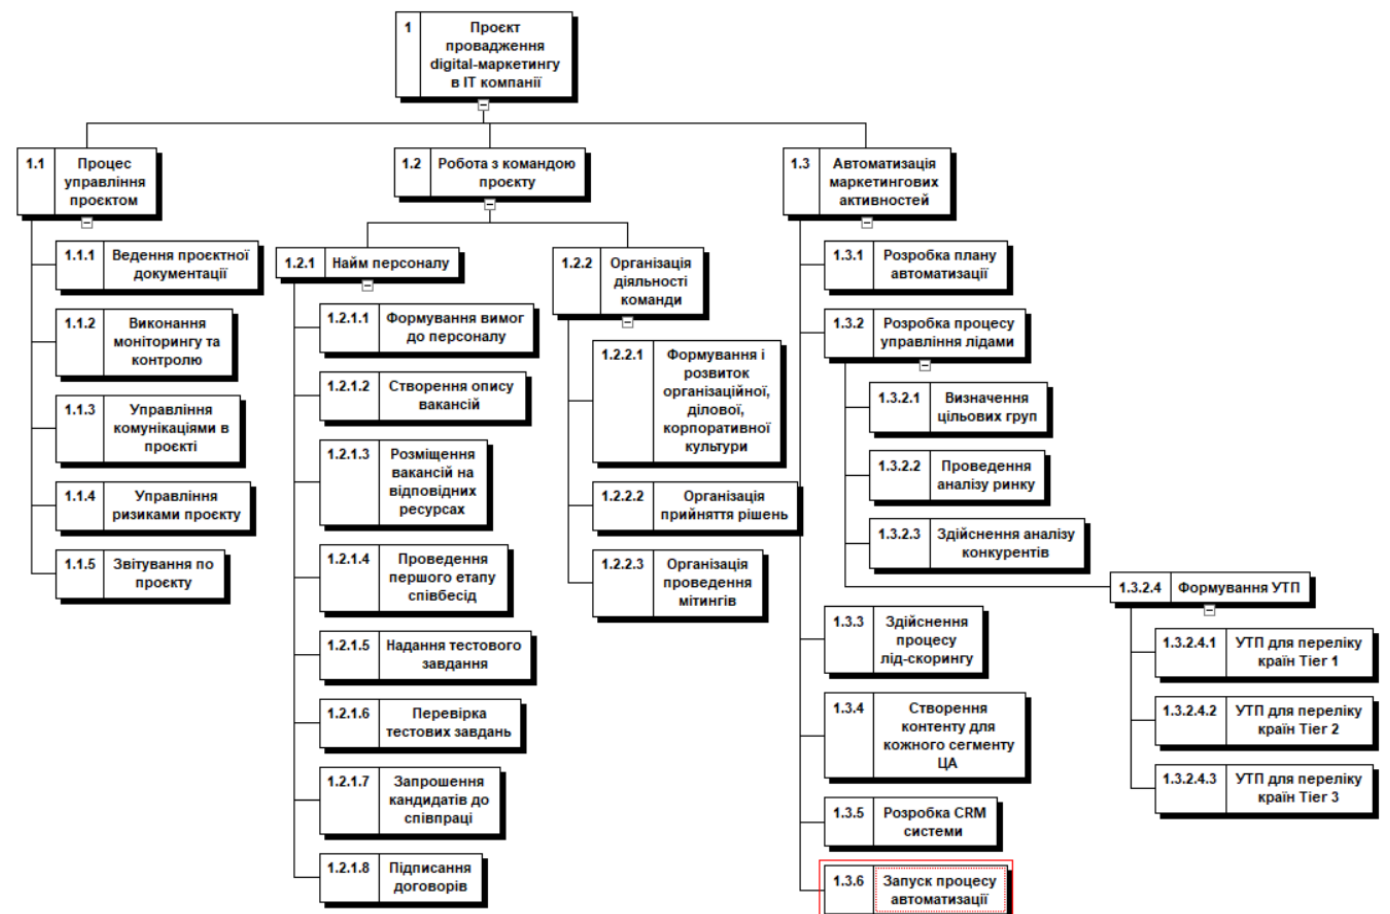 1 Проєкт
провадження
digital-маркетингу
в IT компанії
1.1 Процес
управління
проєктом
1.1.1 Ведення проєктної
документації
1.1.2 Виконання
моніторингу та
контролю
1.1.3 Управління
комунікаціями в
проєкті
1.1.4 Управління
ризиками проєкту
1.1.5 Звітування по
проєкту
1.2 Робота з командою
проєкту
1.2.1 Найм персоналу
1.2.1.1 Формування вимог
до персоналу
1.2.1.2 Створення опису
вакансій
1.2.1.3 Розміщення
вакансій на
відповідних
ресурсах
1.2.1.4 Проведення
першого етапу
співбесід
1.2.1.5 Надання тестового
завдання
1.2.1.6 Перевірка
тестових завдань
1.2.1.7 Запрошення
кандидатів до
співпраці
1.2.1.8 Підписання
договорів
1.2.2 Організація
діяльності
команди
1.2.2.1 Формування і
розвиток
організаційної,
ділової,
корпоративної
культури
1.2.2.2 Організація
прийняття рішень
1.2.2.3 Організація
проведення
мітингів
1.3 Автоматизація
маркетингових
активностей
1.3.1 Розробка плану
автоматизації
1.3.2 Розробка процесу
управління лідами
1.3.2.1 Визначення
цільових груп
1.3.2.2 Проведення
аналізу ринку
1.3.2.3 Здійснення аналізу
конкурентів
1.3.2.4 Формування УТП
1.3.2.4.1 УТП для переліку
країн Tier 1
1.3.2.4.2 УТП для переліку
країн Tier 2
1.3.2.4.3 УТП для переліку
країн Tier 3
1.3.3 Здійснення
процесу
лід-скорингу
1.3.4 Створення
контенту для
кожного сегменту
ЦА
1.3.5 Розробка CRM
системи
1.3.6 Запуск процесу
автоматизації